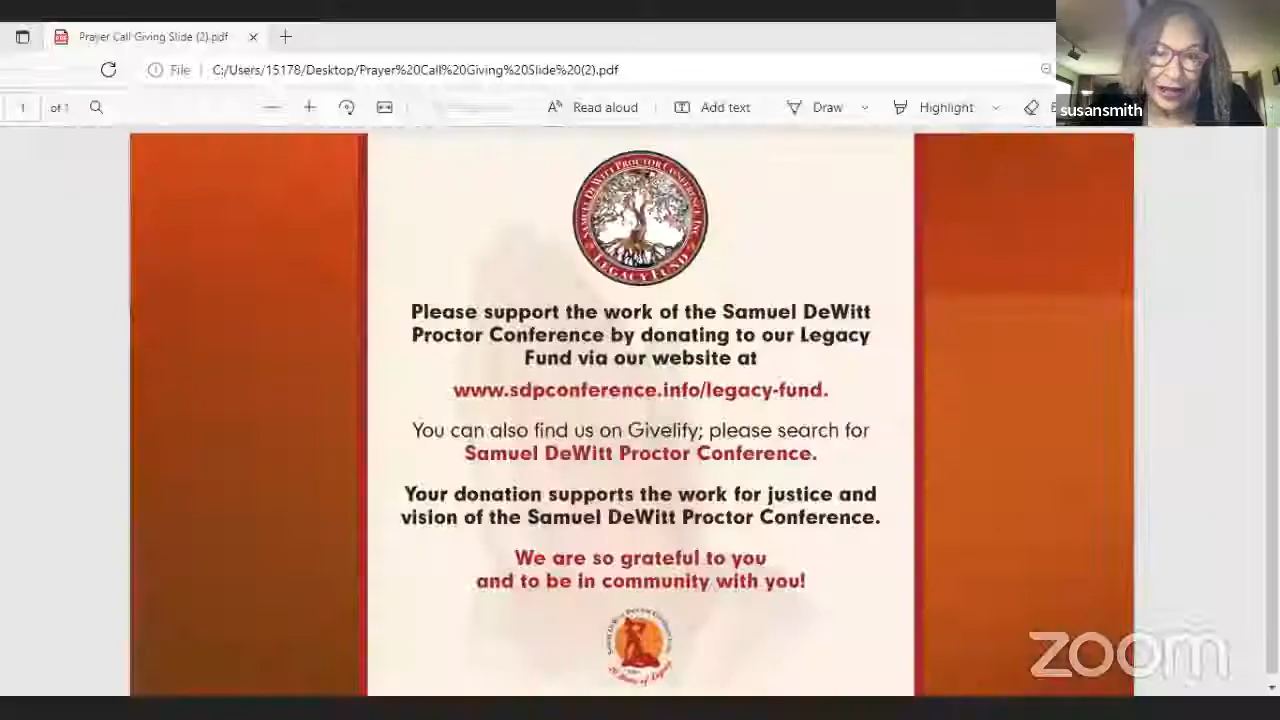 Prayer Call Giving Slide (2).pdf
File
C:/Users/15178/Desktop/Prayer%20Call%20Giving%20Slide%20(2).pdf
1 of 1
Read aloud
Add text
Draw
Highlight
susansmith
SAMUEL DEWITT PROCTOR CONFERENCE, INC
LEGACY FUND
Please support the work of the Samuel DeWitt
Proctor Conference by donating to our Legacy
Fund via our website at
www.sdpconference.info/legacy-fund.
You can also find us on Givelify; please search for
Samuel DeWitt Proctor Conference.
Your donation supports the work for justice and
vision of the Samuel DeWitt Proctor Conference.
We are so grateful to you
and to be in community with you!
zoom